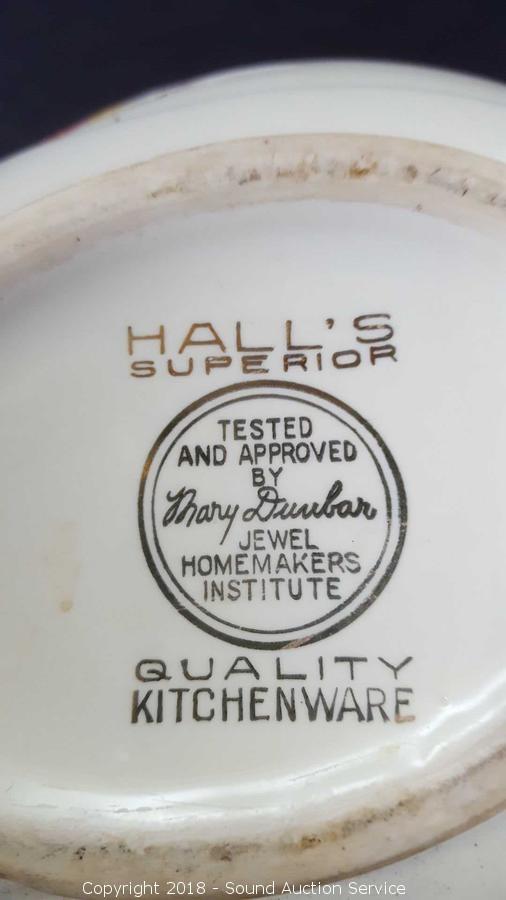 HALL'S
SUPERIOR
TESTED
AND APPROVED
BY
Mary Dunbar
JEWEL
HOMEMAKERS
INSTITUTE
QUALITY
KITCHENWARE
Copyright 2018 - Sound Auction Service